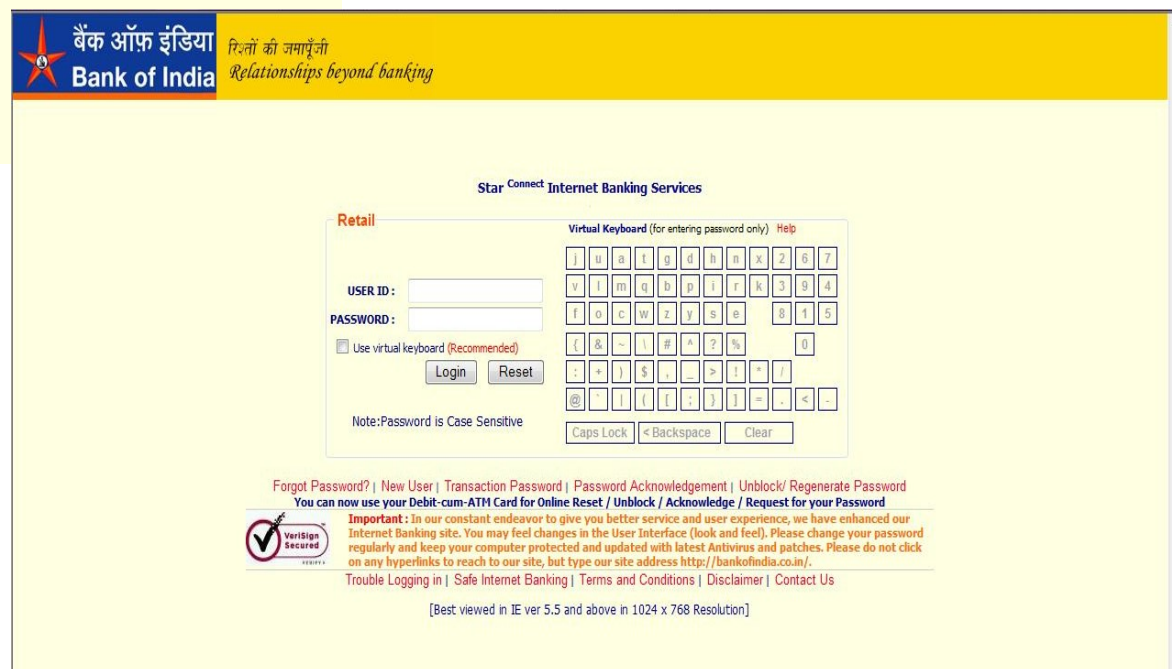 बैंक ऑफ़ इंडिया
Bank of India
रिश्तों की जमापूँजी
Relationships beyond banking
Star Connect Internet Banking Services
Retail
Virtual Keyboard (for entering password only) Help
j u a t g d h n x 2 6 7
v l m q b p i r k 3 9 4
f o c w z y s e 8 1 5
{ & ~ \ # ^ ? % 0
: + ) $ , _ > ! * /
@ ` | ( [ ; } ] = . < -
Caps Lock < Backspace Clear
USER ID :
PASSWORD :
Use virtual keyboard (Recommended)
Login Reset
Note:Password is Case Sensitive
Forgot Password? | New User | Transaction Password | Password Acknowledgement | Unblock/ Regenerate Password
You can now use your Debit-cum-ATM Card for Online Reset / Unblock / Acknowledge / Request for your Password
VeriSign
Secured
VERIFY
Important : In our constant endeavor to give you better service and user experience, we have enhanced our
Internet Banking site. You may feel changes in the User Interface (look and feel). Please change your password
regularly and keep your computer protected and updated with latest Antivirus and patches. Please do not click
on any hyperlinks to reach to our site, but type our site address http://bankofindia.co.in/.
Trouble Logging in | Safe Internet Banking | Terms and Conditions | Disclaimer | Contact Us
[Best viewed in IE ver 5.5 and above in 1024 x 768 Resolution]